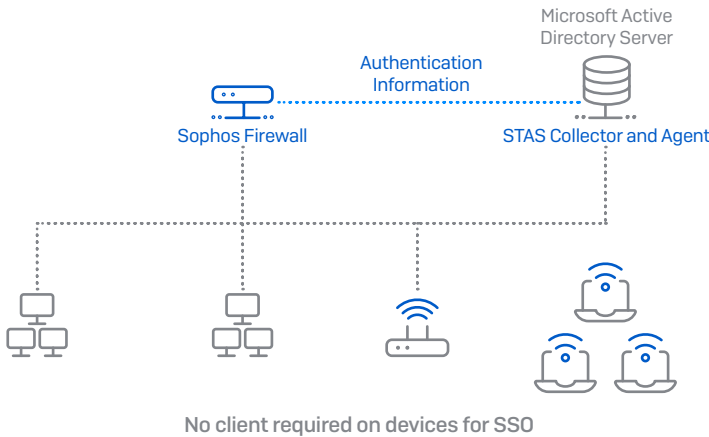 Microsoft Active
Directory Server
Authentication
Information
Sophos Firewall
STAS Collector and Agent
No client required on devices for SSO